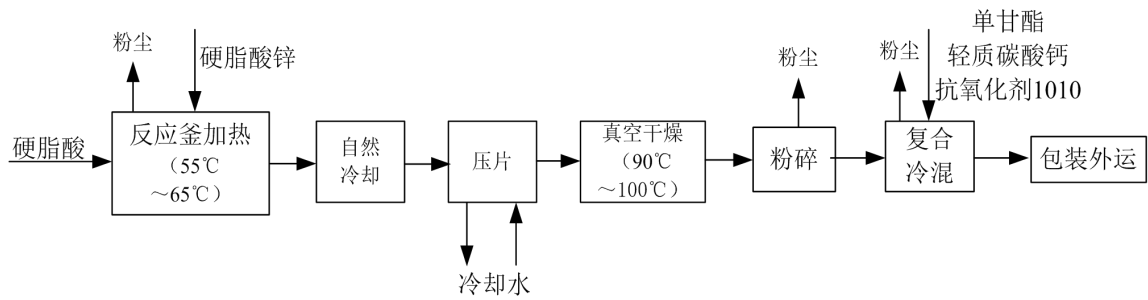 粉尘
硬脂酸锌
硬脂酸
反应釜加热
（55℃
～65℃）
自然
冷却
压片
冷却水
真空干燥
（90℃
～100℃）
粉尘
粉碎
粉尘
单甘酯
轻质碳酸钙
抗氧化剂1010
复合
冷混
包装外运